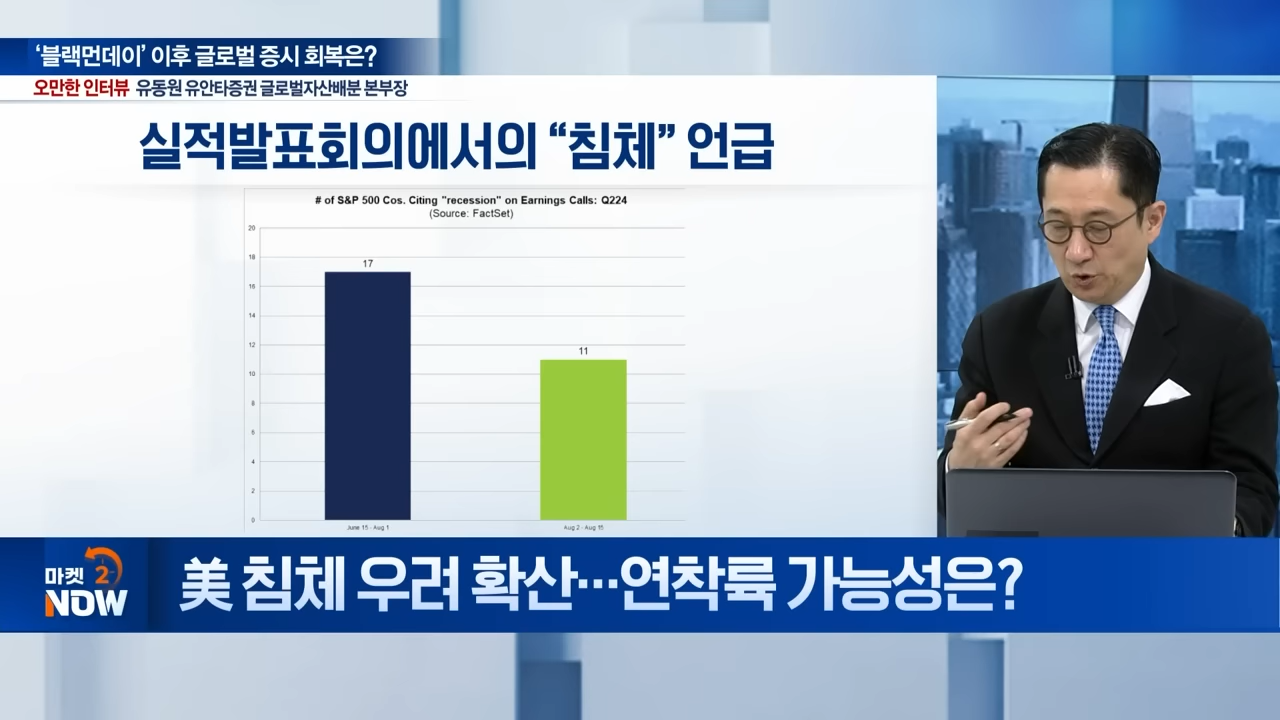 ‘블랙먼데이’ 이후 글로벌 증시 회복은?
오만한 인터뷰 유동원 유안타증권 글로벌자산배분 본부장
실적발표회의에서의 “침체” 언급
# of S&P 500 Cos. Citing "recession" on Earnings Calls: Q224
(Source: FactSet)
20
18
17
16
14
12
11
10
8
6
4
2
0
June 15 - Aug 1
Aug 2 - Aug 15
마켓 2
NOW
美 침체 우려 확산…연착륙 가능성은?